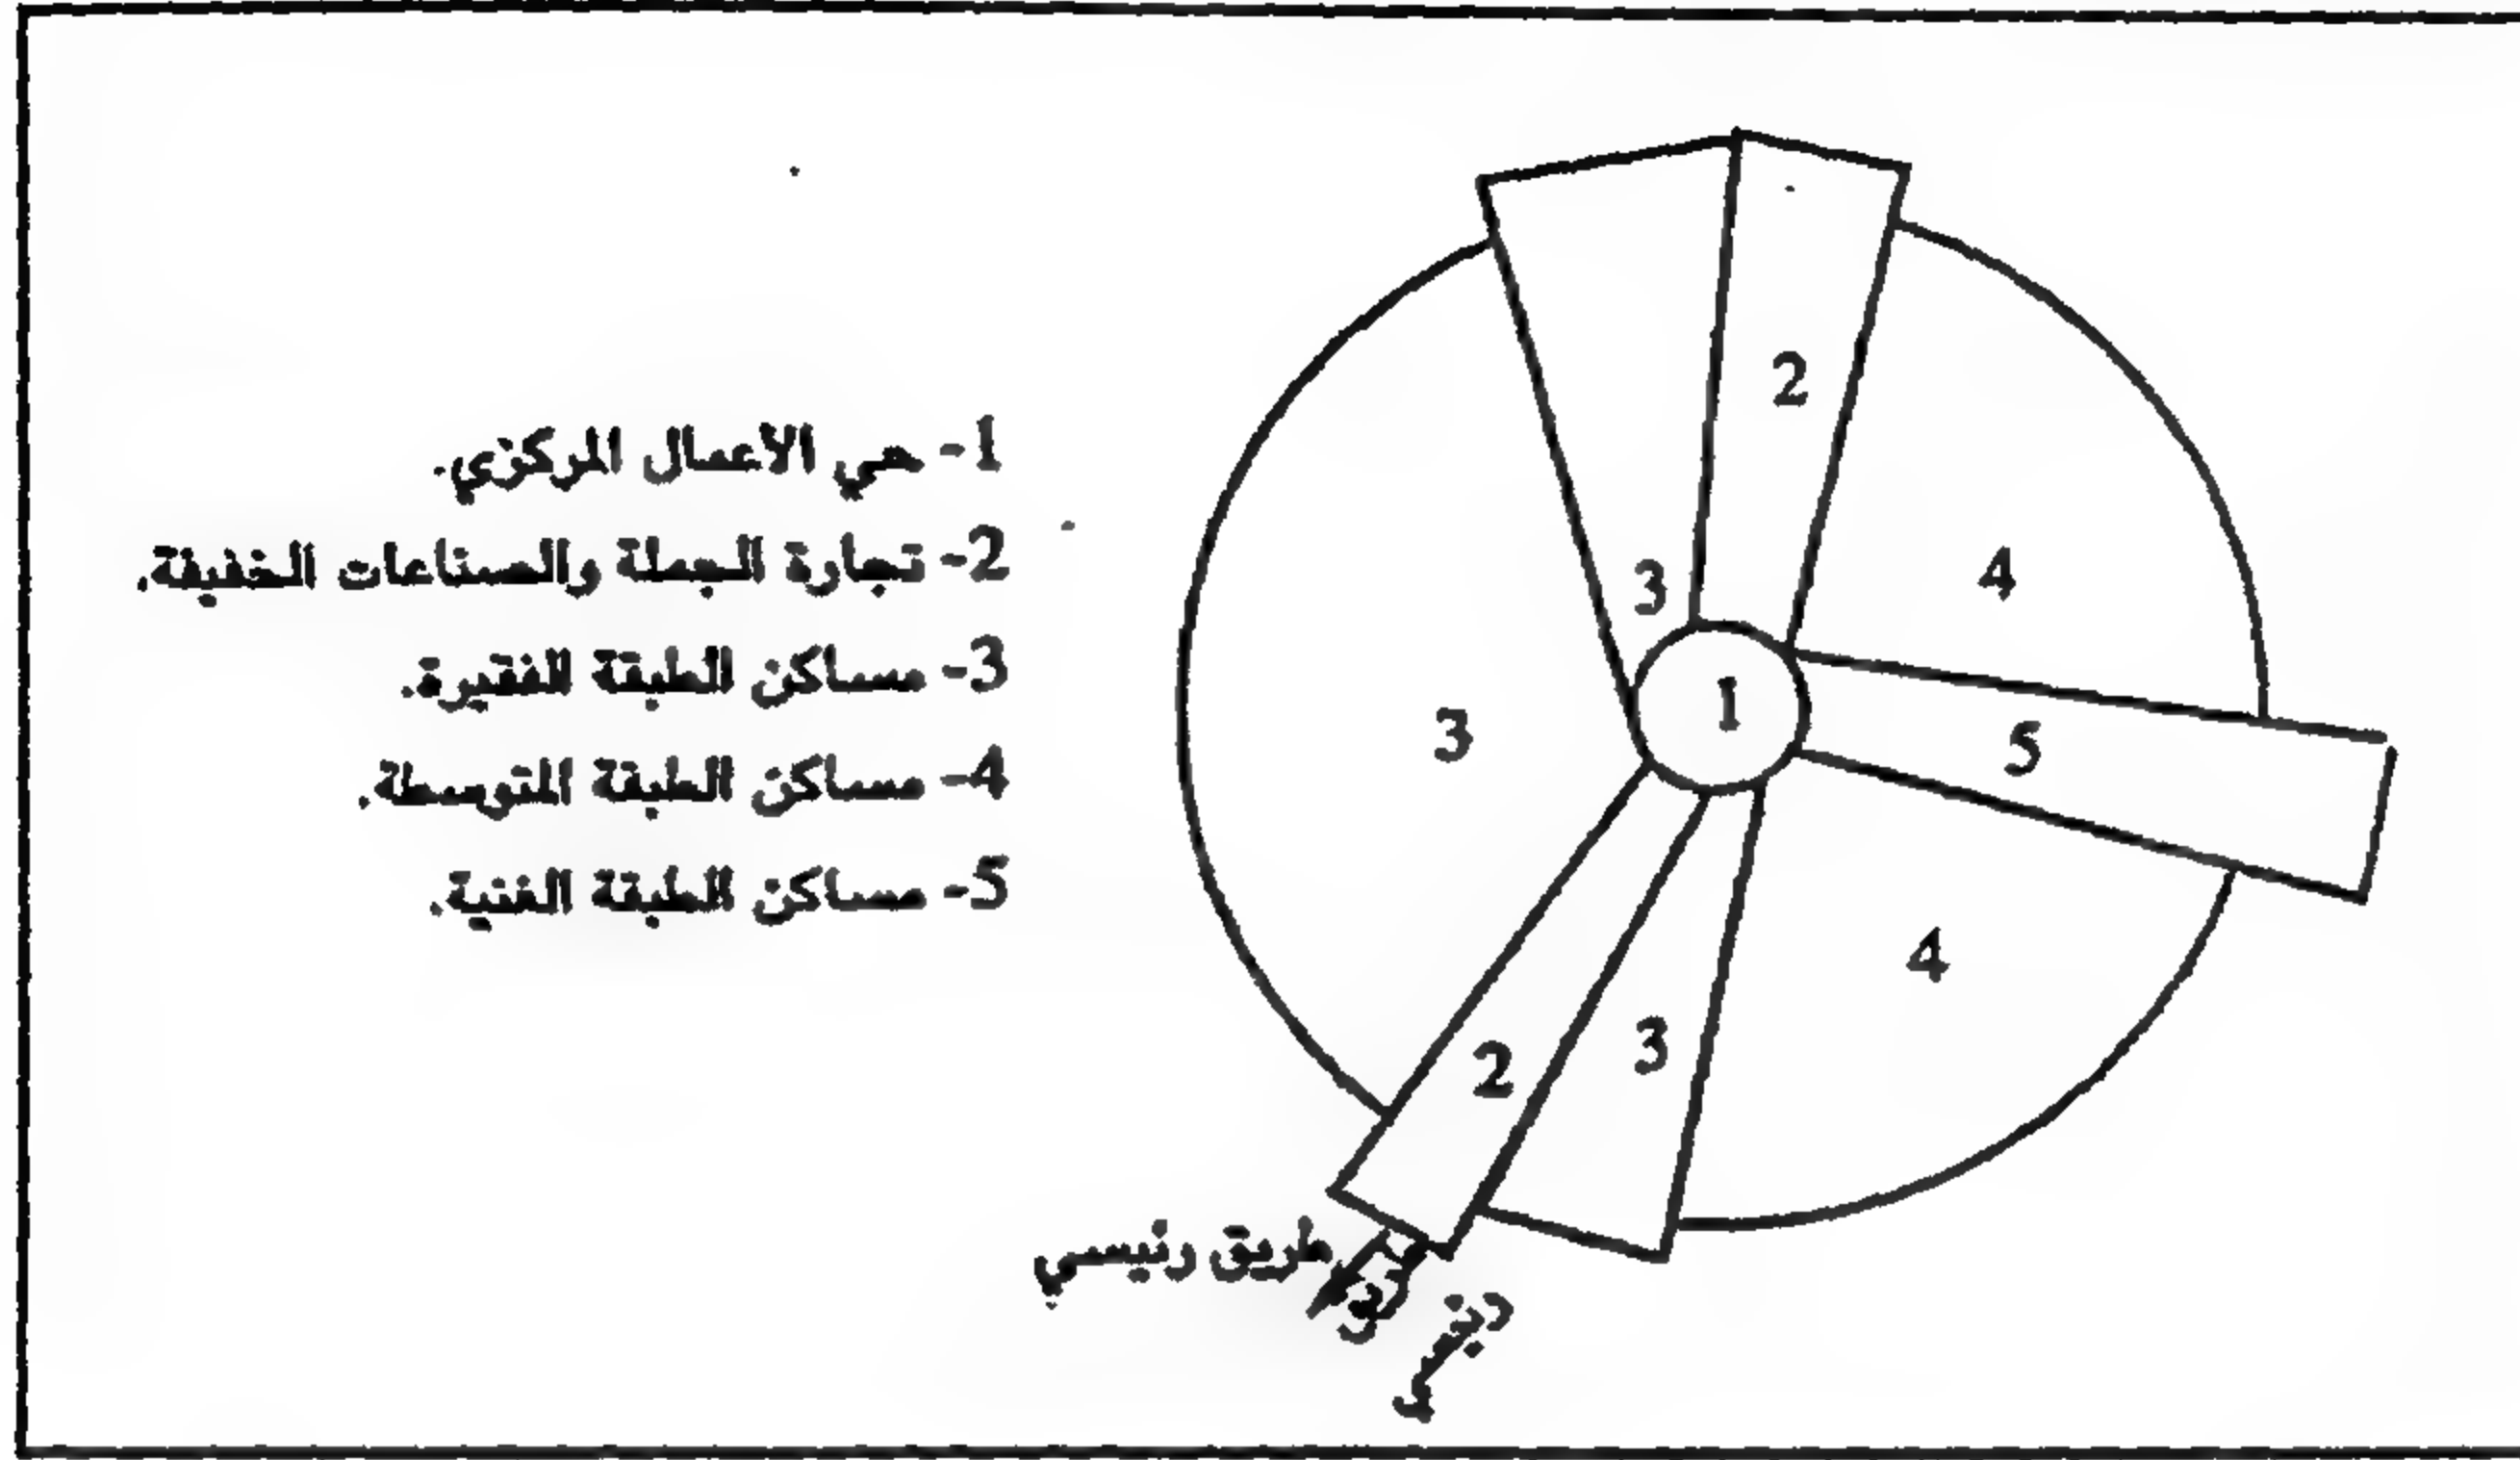 1- حي الاعمال المركزي.
2- تجارة الجملة والصناعات الخفيفة.
3- مساكن الطبقة الفقيرة.
4- مساكن الطبقة المتوسطة.
5- مساكن الطبقة الغنية.
2
3
4
1
3
5
4
3
2
طريق رئيسي